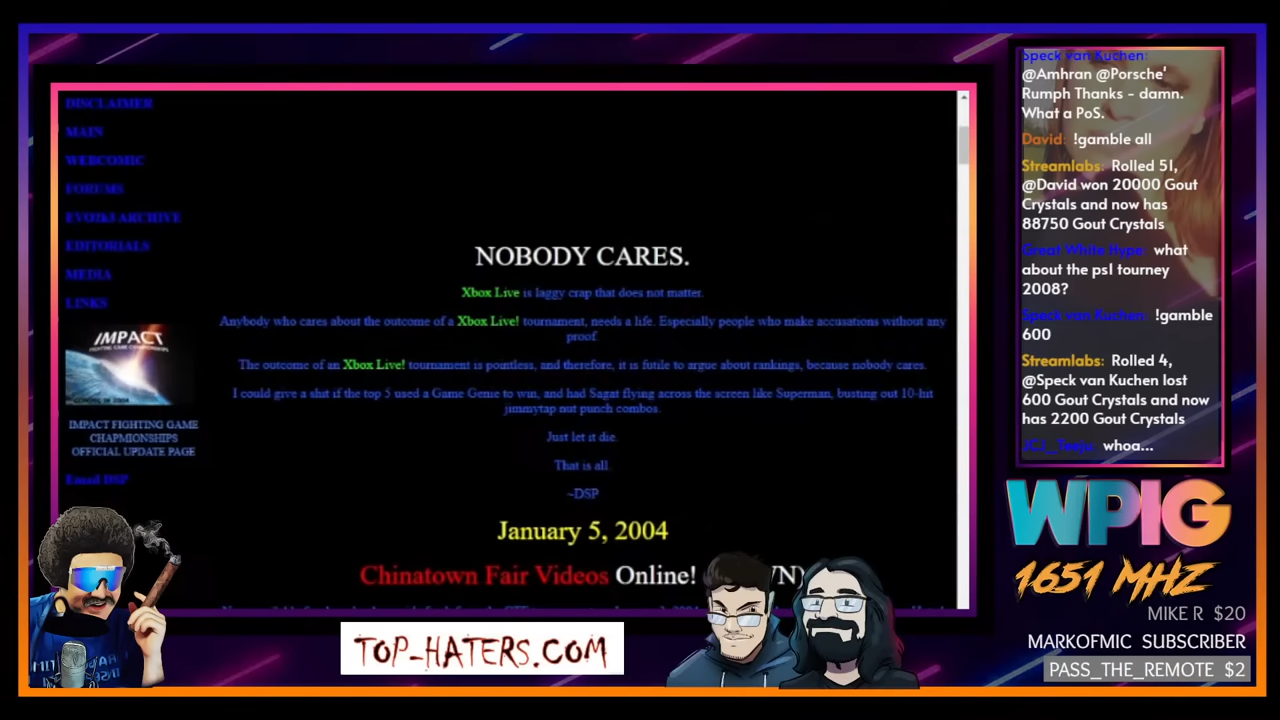 DISCLAIMER
MAIN
WEBCOMIC
FORUMS
EVO2k3 ARCHIVE
EDITORIALS
MEDIA
LINKS
IMPACT
FIGHTING GAME CHAMPIONSHIPS
COMING IN 2004
IMPACT FIGHTING GAME
CHAPMIONSHIPS
OFFICIAL UPDATE PAGE
Email DSP
NOBODY CARES.
Xbox Live is laggy crap that does not matter.
Anybody who cares about the outcome of a Xbox Live! tournament, needs a life. Especially people who make accusations without any
proof.
The outcome of an Xbox Live! tournament is pointless, and therefore, it is futile to argue about rankings, because nobody cares.
I could give a shit if the top 5 used a Game Genie to win, and had Sagat flying across the screen like Superman, busting out 10-hit
jimmytap nut punch combos.
Just let it die.
That is all.
~DSP
January 5, 2004
Chinatown Fair Videos Online!
TOP-HATERS.COM
Speck van Kuchen:
@Amhran @Porsche'
Rumph Thanks - damn.
What a PoS.
David: !gamble all
Streamlabs: Rolled 51,
@David won 20000 Gout
Crystals and now has
88750 Gout Crystals
Great White Hype: what
about the psl tourney
2008?
Speck van Kuchen: !gamble
600
Streamlabs: Rolled 4,
@Speck van Kuchen lost
600 Gout Crystals and now
has 2200 Gout Crystals
whoa...
WPIG
1651 MHZ
MIKE R $20
MARKOFMIC SUBSCRIBER
PASS_THE_REMOTE $2